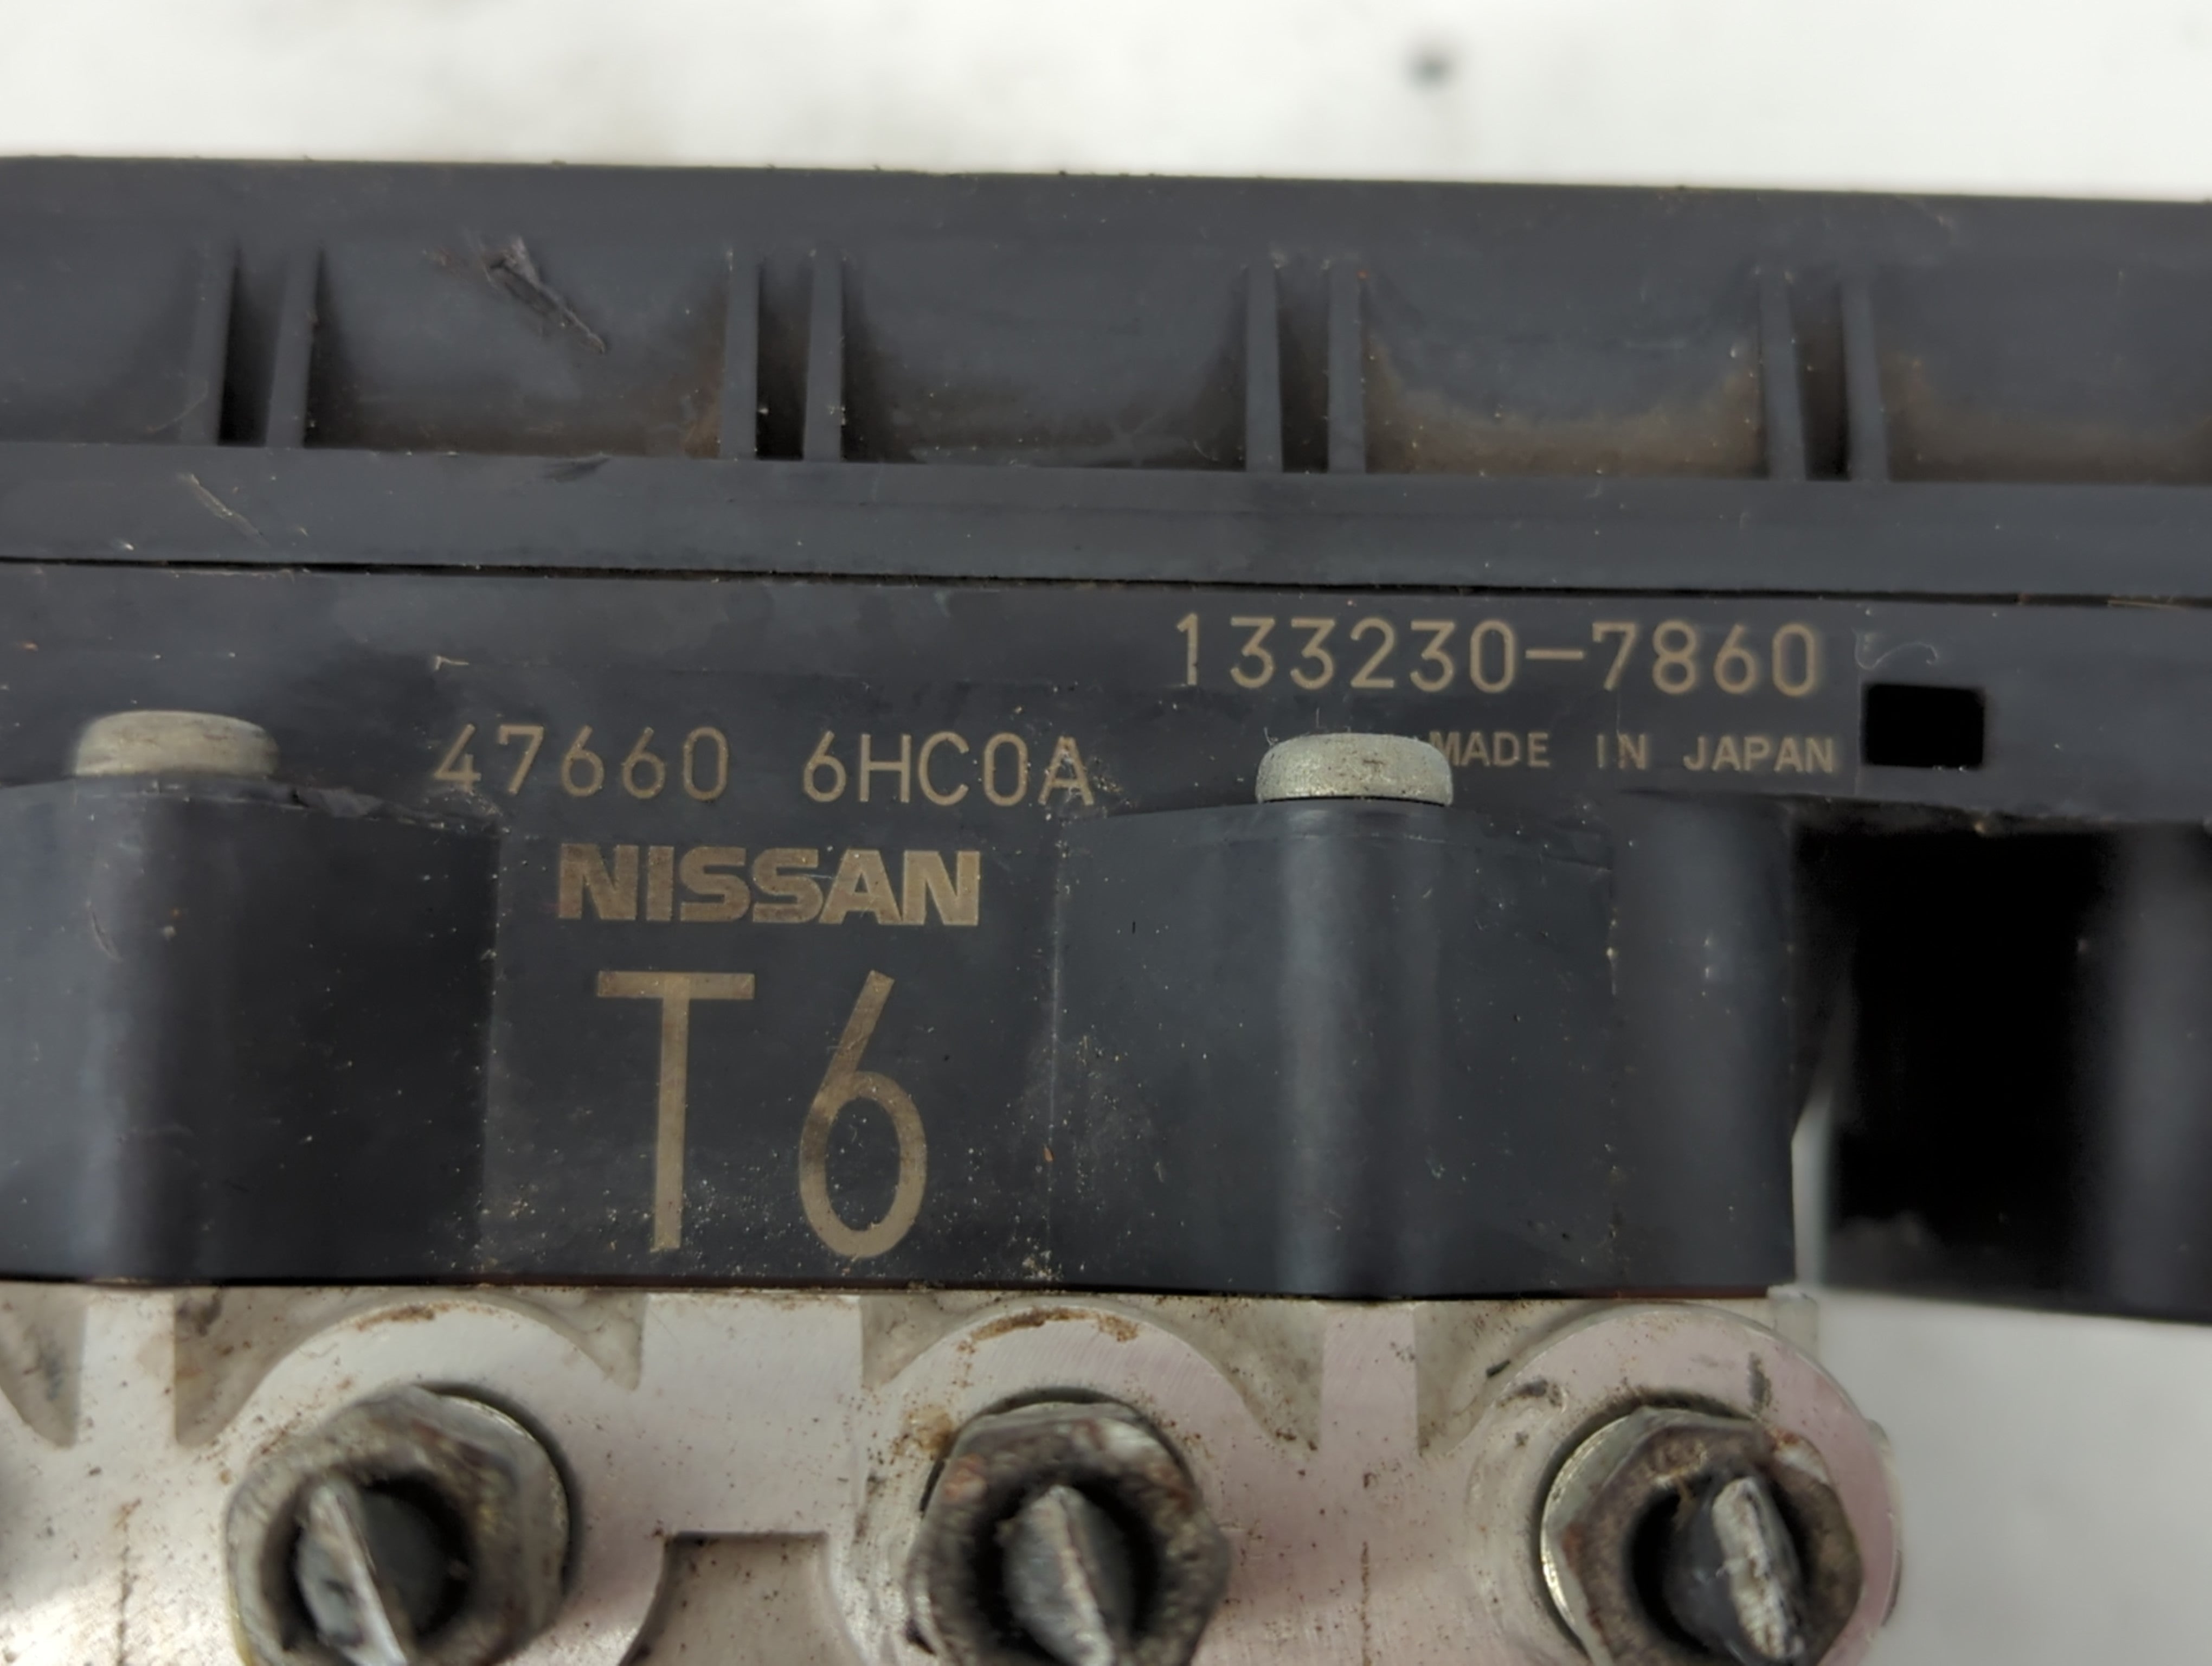 133230-7860
MADE IN JAPAN
47660 6HC0A
NISSAN
T6